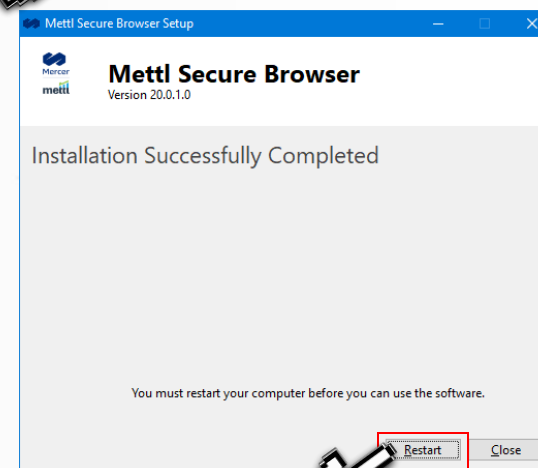 Mettl Secure Browser Setup
Mercer
mettl
Mettl Secure Browser
Version 20.0.1.0
Installation Successfully Completed
You must restart your computer before you can use the software.
Restart
Close